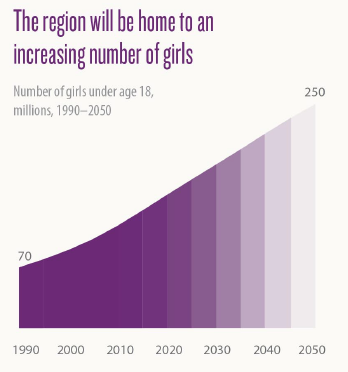 The region will be home to an
increasing number of girls
Number of girls under age 18,
millions, 1990–2050
250
70
1990 2000 2010 2020 2030 2040 2050